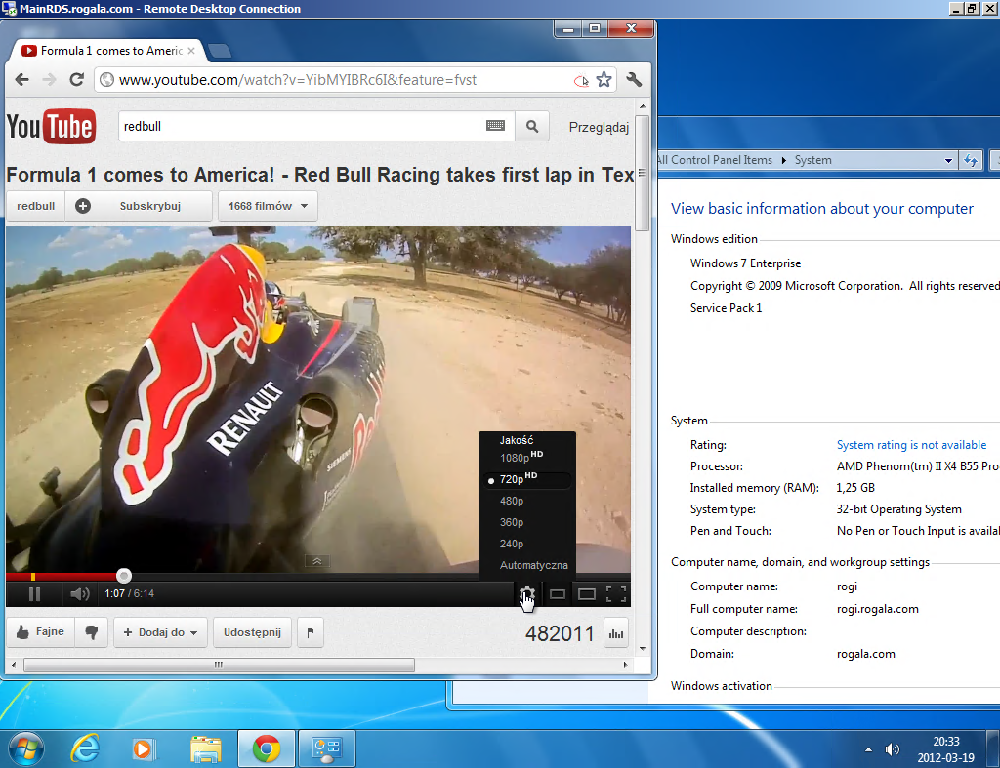 MainRDS.rogala.com - Remote Desktop Connection
Formula 1 comes to Americ
www.youtube.com/watch?v=YibMYIBRc6I&feature=fvst
You Tube
redbull
Przeglądaj
Formula 1 comes to America! - Red Bull Racing takes first lap in Tex
redbull
Subskrybuj
1668 filmów
RENAULT
SIEMENS
Jakość
1080p HD
720p HD
480p
360p
240p
Automatyczna
1:07 / 6:14
Fajne
+ Dodaj do
Udostępnij
482011
All Control Panel Items
System
View basic information about your computer
Windows edition
Windows 7 Enterprise
Copyright © 2009 Microsoft Corporation. All rights reserved
Service Pack 1
System
Rating: System rating is not available
Processor: AMD Phenom(tm) II X4 B55 Pro
Installed memory (RAM): 1,25 GB
System type: 32-bit Operating System
Pen and Touch: No Pen or Touch Input is availa
Computer name, domain, and workgroup settings
Computer name: rogi
Full computer name: rogi.rogala.com
Computer description:
Domain: rogala.com
Windows activation
20:33
2012-03-19